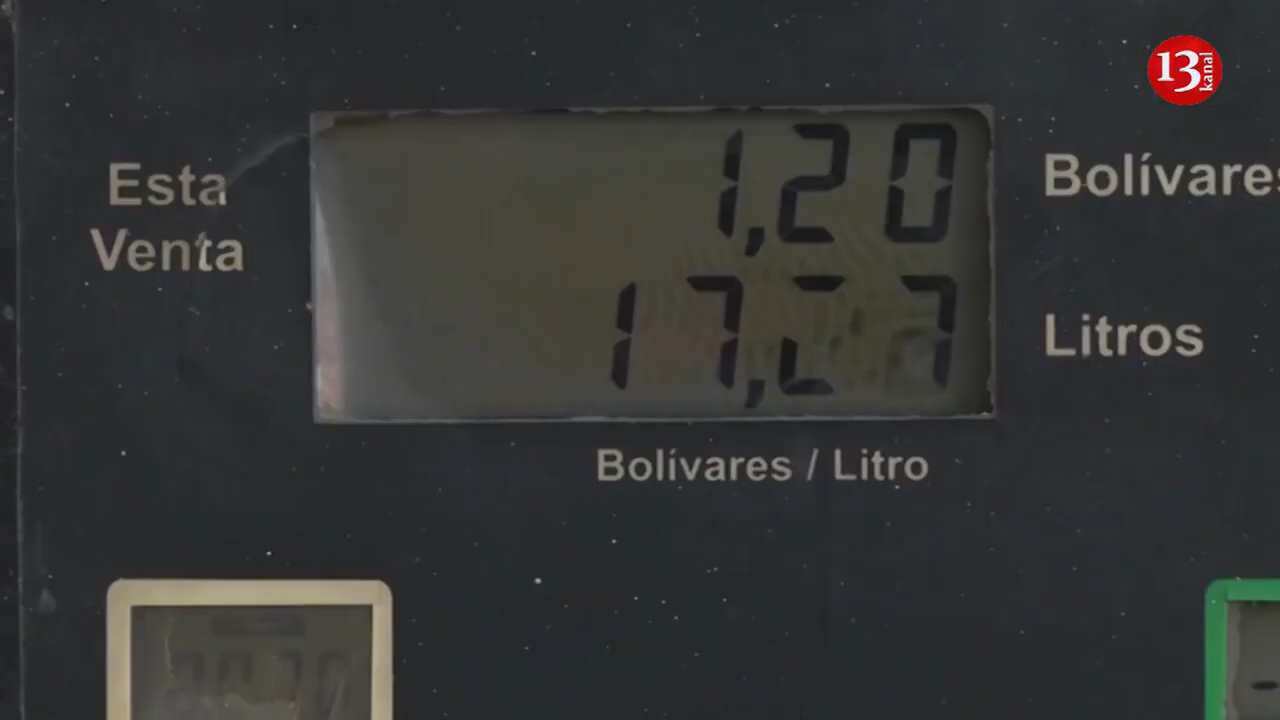 13 kanal
Esta
Venta
1,20
Bolívares
Litros
Bolívares / Litro